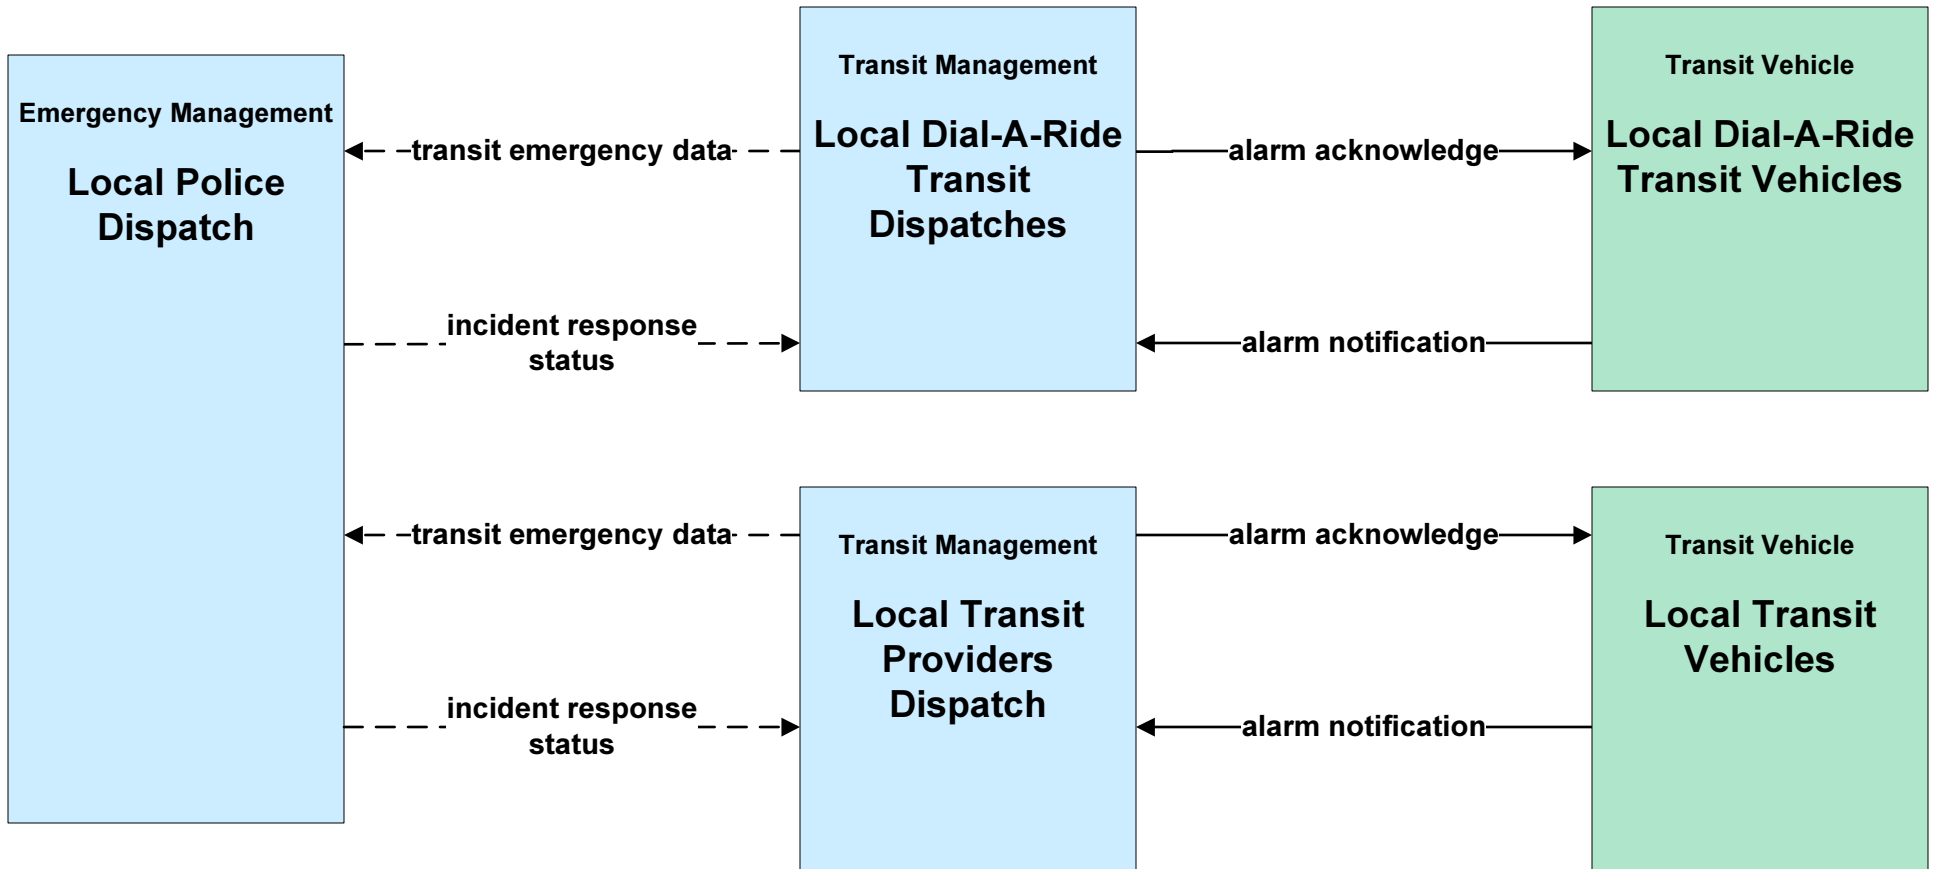 Emergency Management
Local Police
Dispatch
transit emergency data
incident response
status
transit emergency data
incident response
status
Transit Management
Local Dial-A-Ride
Transit
Dispatches
alarm acknowledge
alarm notification
Transit Vehicle
Local Dial-A-Ride
Transit Vehicles
Transit Management
Local Transit
Providers
Dispatch
alarm acknowledge
alarm notification
Transit Vehicle
Local Transit
Vehicles